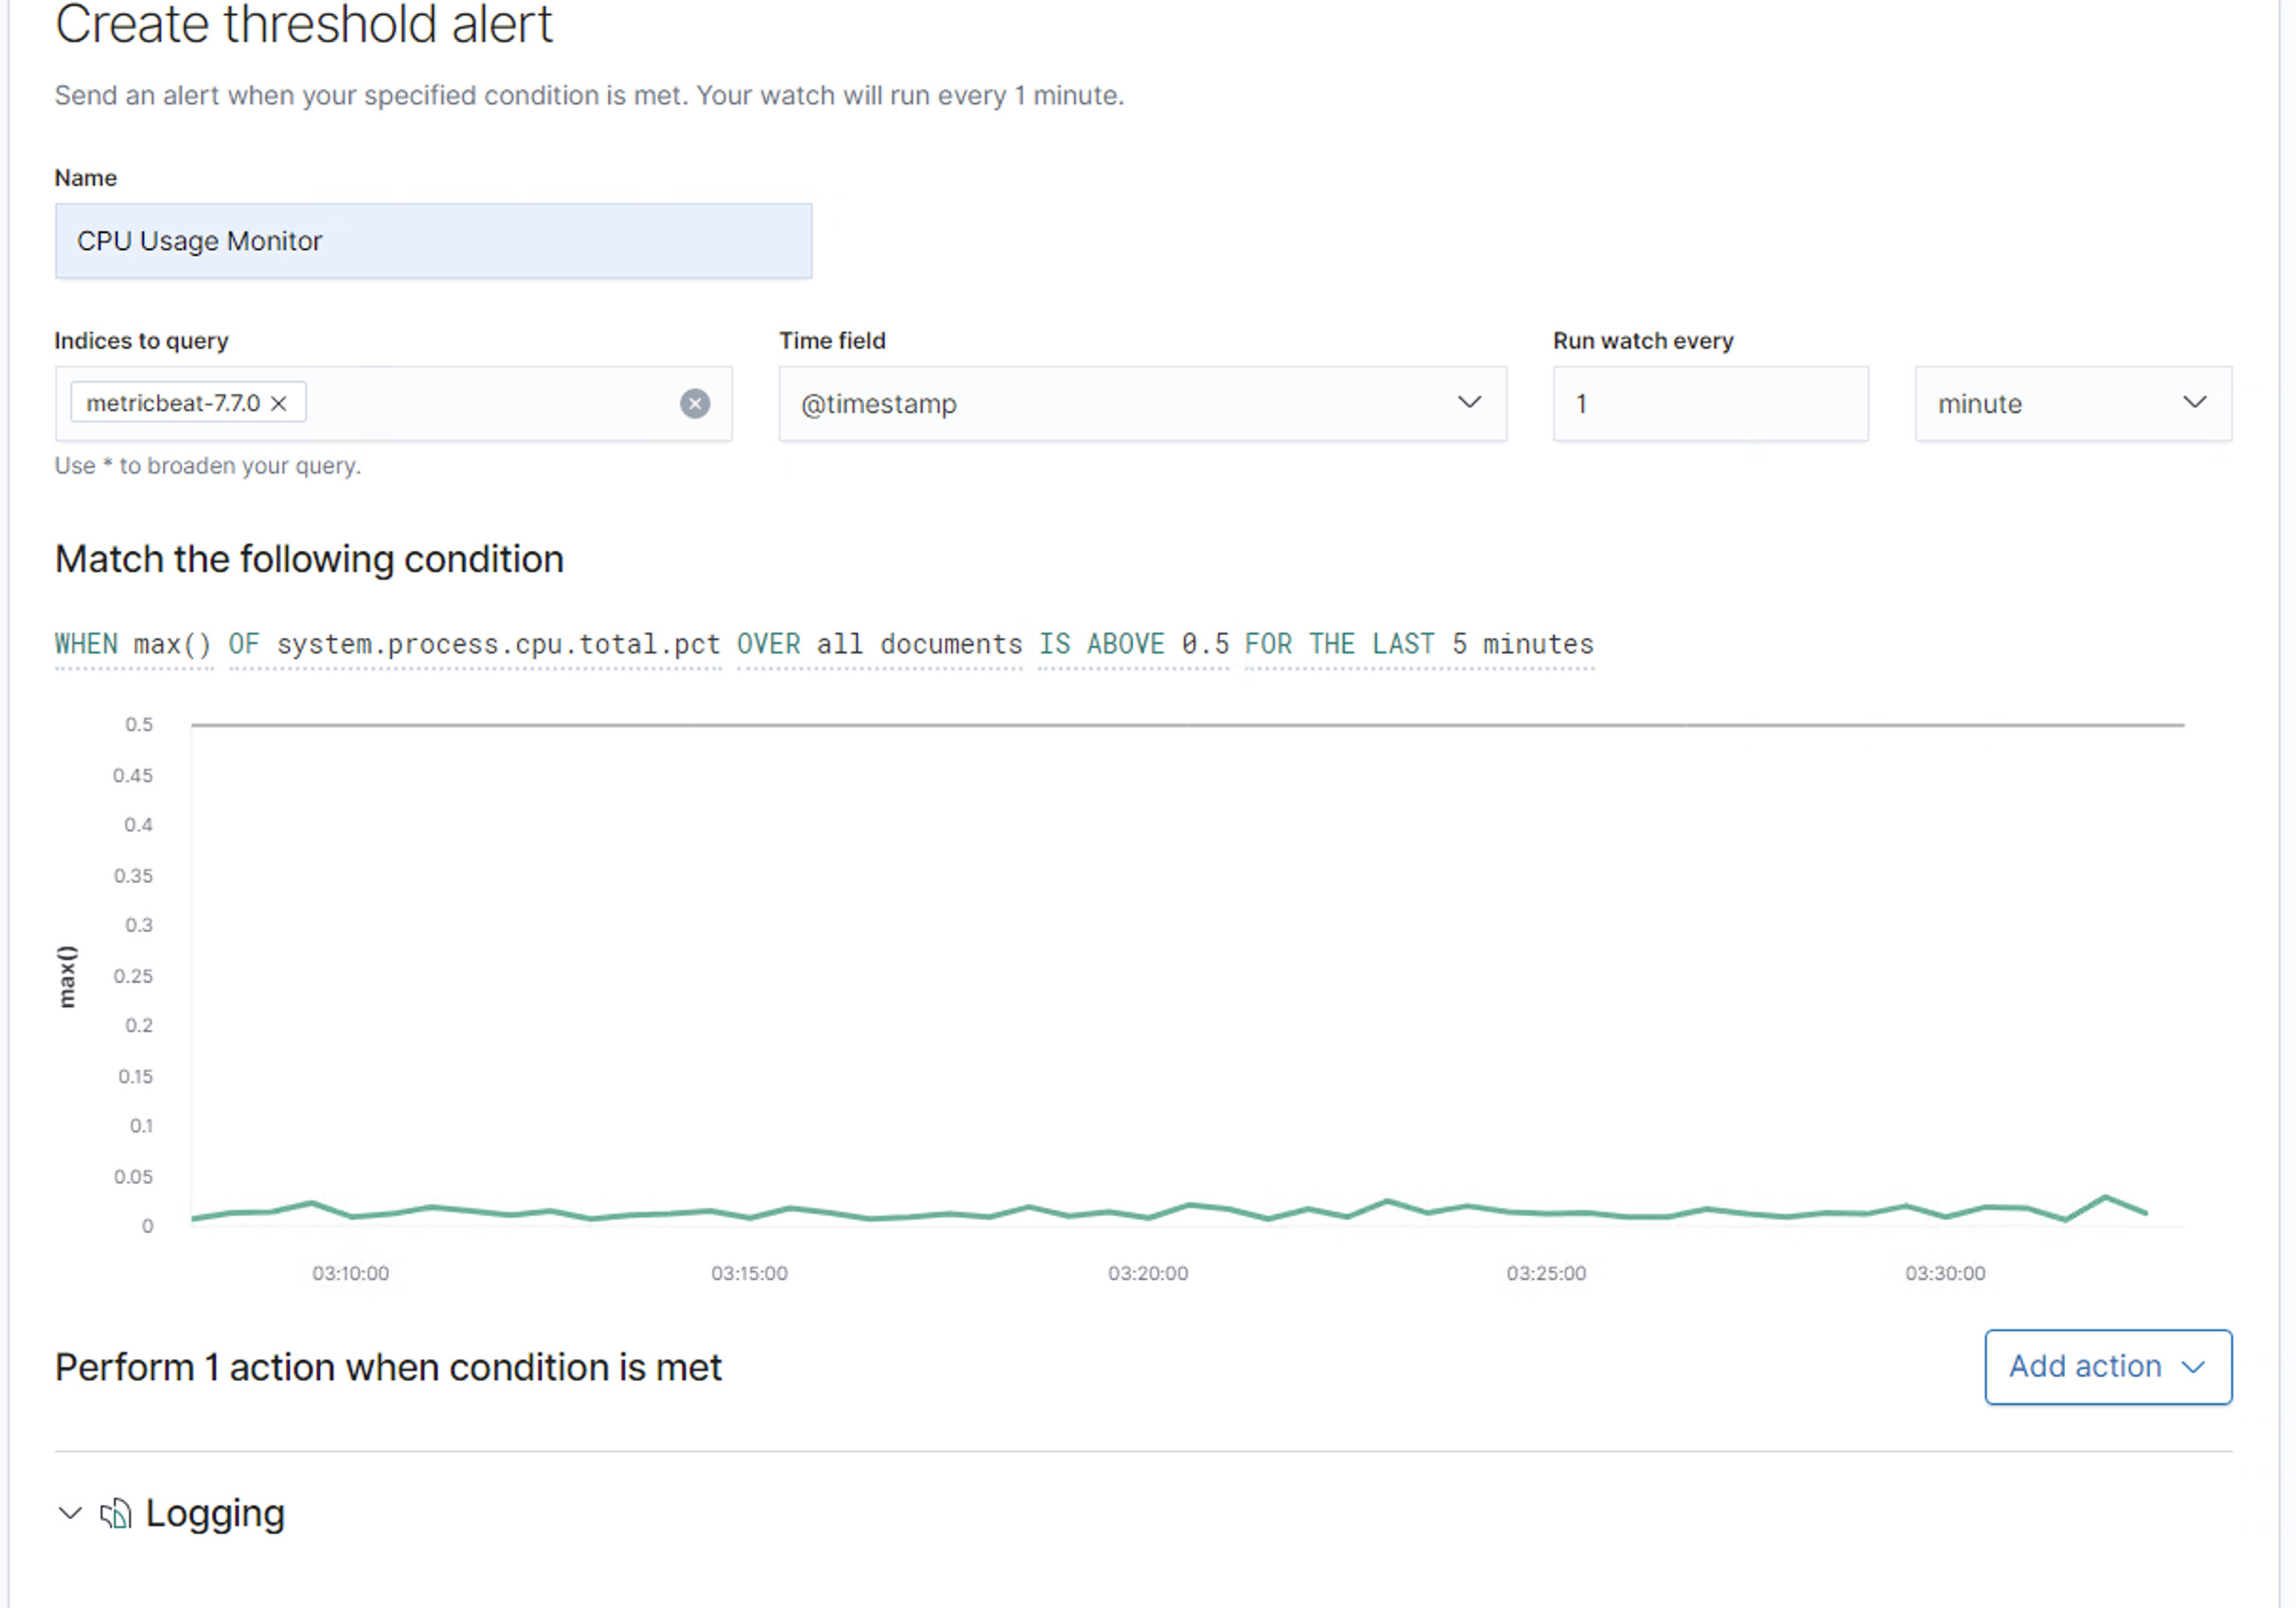 Create threshold alert
Send an alert when your specified condition is met. Your watch will run every 1 minute.
Name
CPU Usage Monitor
Indices to query
Time field
Run watch every
metricbeat-7.7.0
@timestamp
1
minute
Use * to broaden your query.
Match the following condition
WHEN max() OF system.process.cpu.total.pct OVER all documents IS ABOVE 0.5 FOR THE LAST 5 minutes
0.5
0.45
0.4
0.35
0.3
0.25
0.2
0.15
0.1
0.05
0
max()
03:10:00
03:15:00
03:20:00
03:25:00
03:30:00
Perform 1 action when condition is met
Add action
Logging